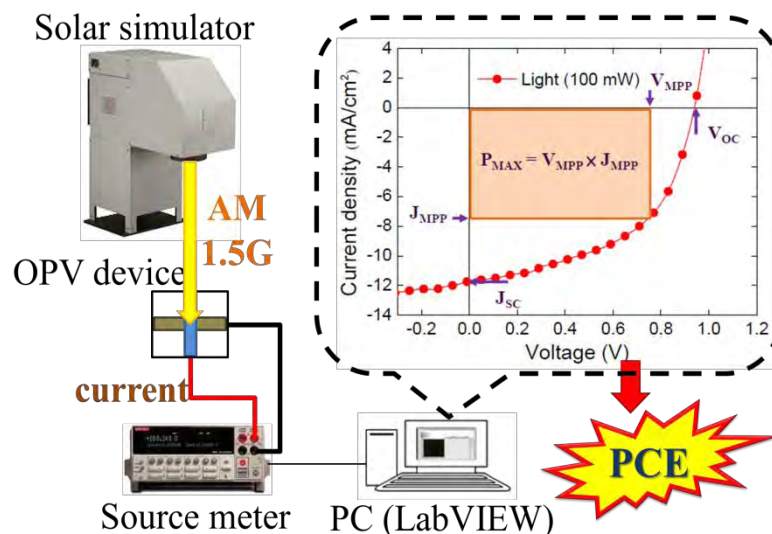 Solar simulator
AM
1.5G
OPV device
current
Source meter
PC (LabVIEW)
PCE
Current density (mA/cm²)
4
2
0
-2
-4
-6
-8
-10
-12
-14
Light (100 mW)
V_MPP
V_OC
P_MAX = V_MPP × J_MPP
J_MPP
J_SC
-0.2
0.0
0.2
0.4
0.6
0.8
1.0
1.2
Voltage (V)